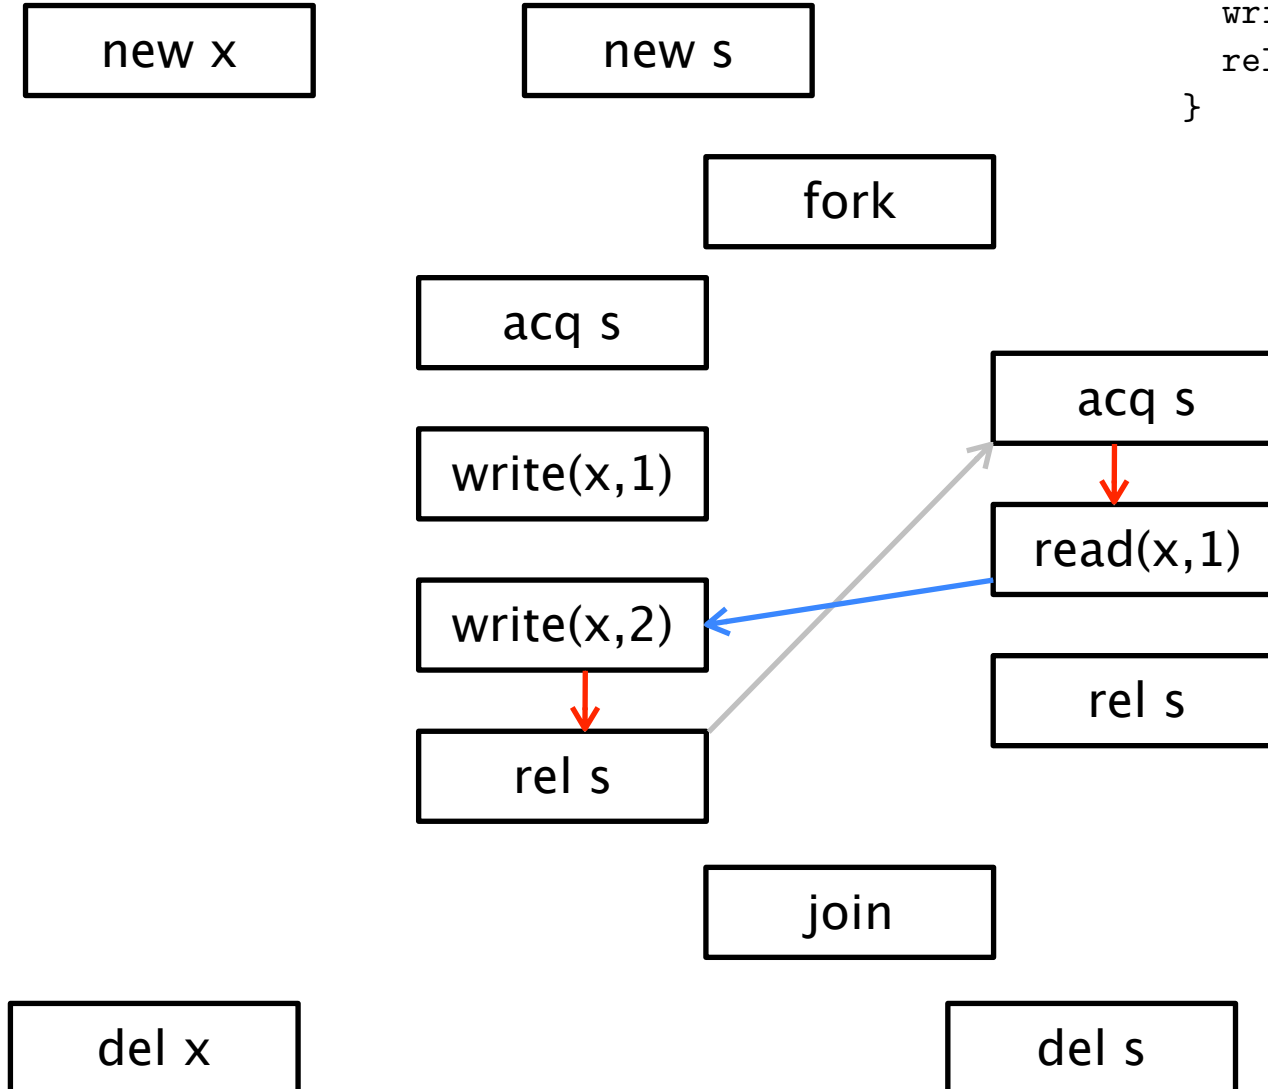 new x
new s
}
fork
acq s
acq s
write(x,1)
read(x,1)
write(x,2)
rel s
rel s
join
del x
del s